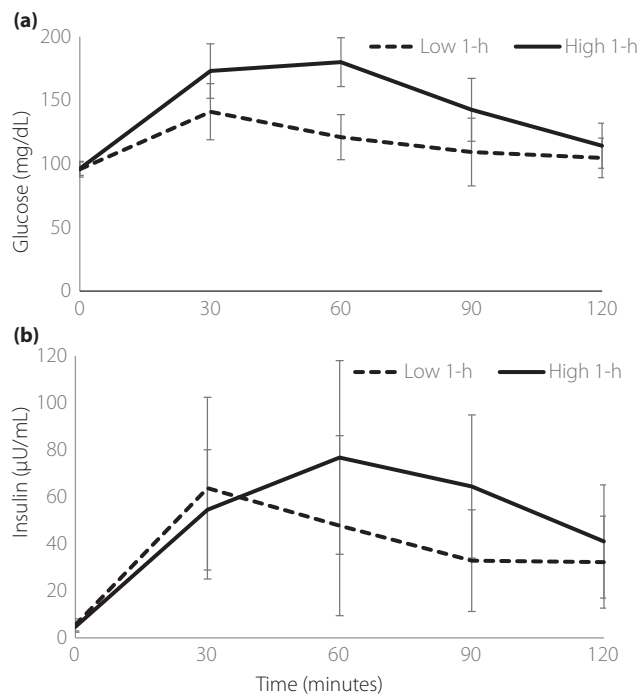 (a)
200
Low 1-h
High 1-h
150
100
50
0
Glucose (mg/dL)
0 30 60 90 120
(b)
120
Low 1-h
High 1-h
100
80
60
40
20
0
Insulin (μU/mL)
0 30 60 90 120
Time (minutes)